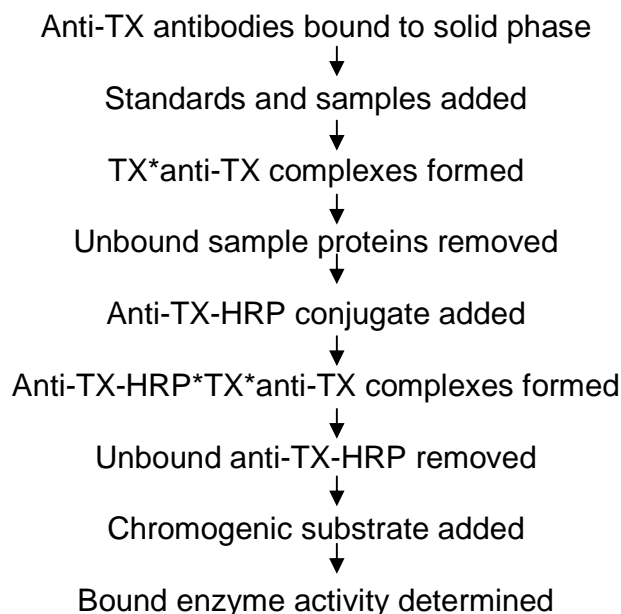 Anti-TX antibodies bound to solid phase
Standards and samples added
TX*anti-TX complexes formed
Unbound sample proteins removed
Anti-TX-HRP conjugate added
Anti-TX-HRP*TX*anti-TX complexes formed
Unbound anti-TX-HRP removed
Chromogenic substrate added
Bound enzyme activity determined